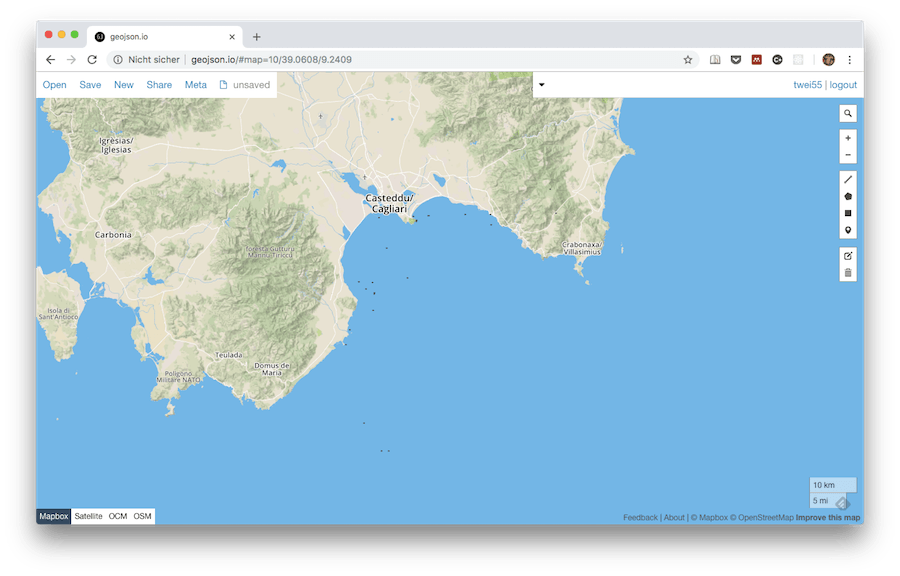 geojson.io
Nicht sicher | geojson.io/#map=10/39.0608/9.2409
Open Save New Share Meta unsaved
twei55 | logout
Iglesias/
Iglesias
Casteddu/
Cagliari
Carbonia
foresta Gutturu
Mannu-Tiriccu
Crabonaxa/
Villasimius
Isola di
Sant'Antioco
Teulada
Domus de
Maria
Poligono
Militare NATO
10 km
5 mi
Mapbox Satellite OCM OSM
Feedback | About | © Mapbox © OpenStreetMap Improve this map